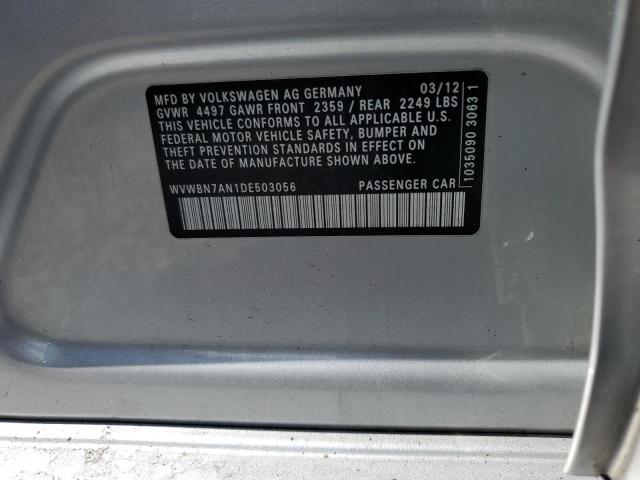 MFD BY VOLKSWAGEN AG GERMANY 03/12
GVWR 4497 GAWR FRONT 2359 / REAR 2249 LBS
THIS VEHICLE CONFORMS TO ALL APPLICABLE U.S.
FEDERAL MOTOR VEHICLE SAFETY, BUMPER AND
THEFT PREVENTION STANDARDS IN EFFECT ON
THE DATE OF MANUFACTURE SHOWN ABOVE.
WVWBN7AN1DE503056 PASSENGER CAR
1035090 3063 1